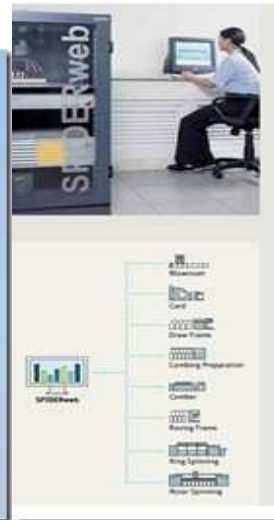 SPIDERweb
Blowroom
Card
Draw Frame
Combing Preparation
SPIDERweb
Comber
Roving Frame
Ring Spinning
Rotor Spinning